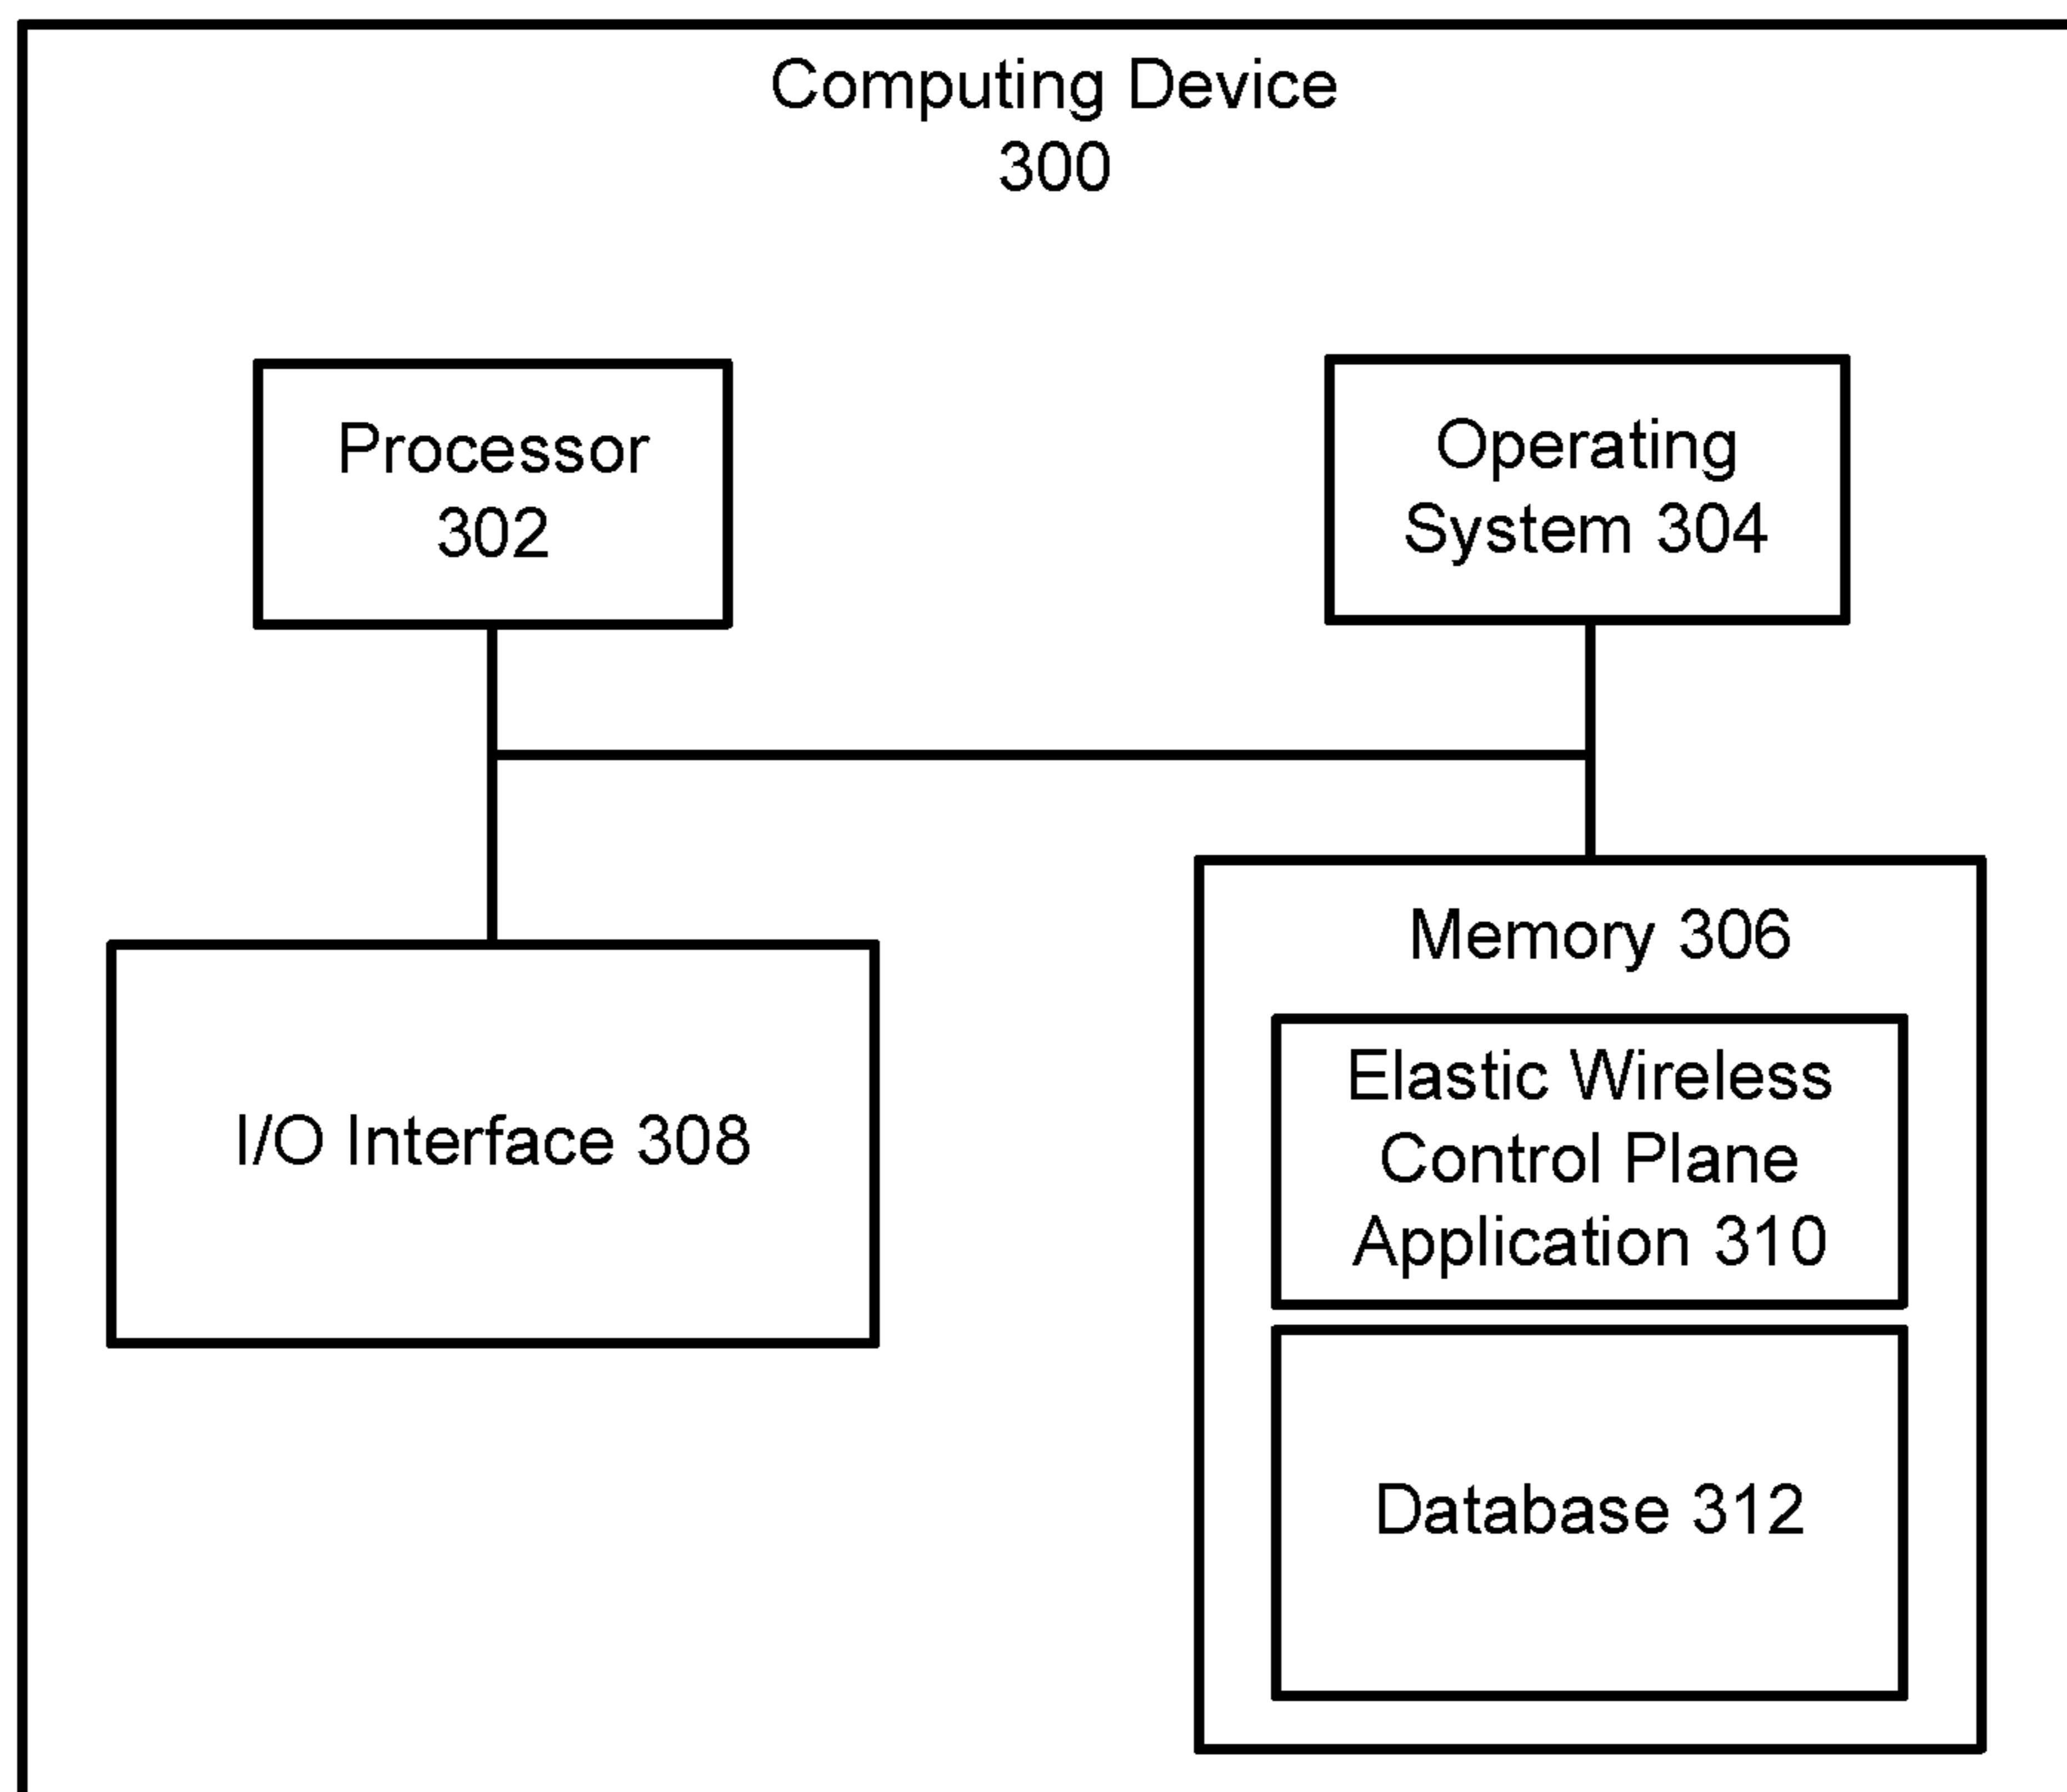 Computing Device
300
Processor
302
Operating
System 304
I/O Interface 308
Memory 306
Elastic Wireless
Control Plane
Application 310
Database 312